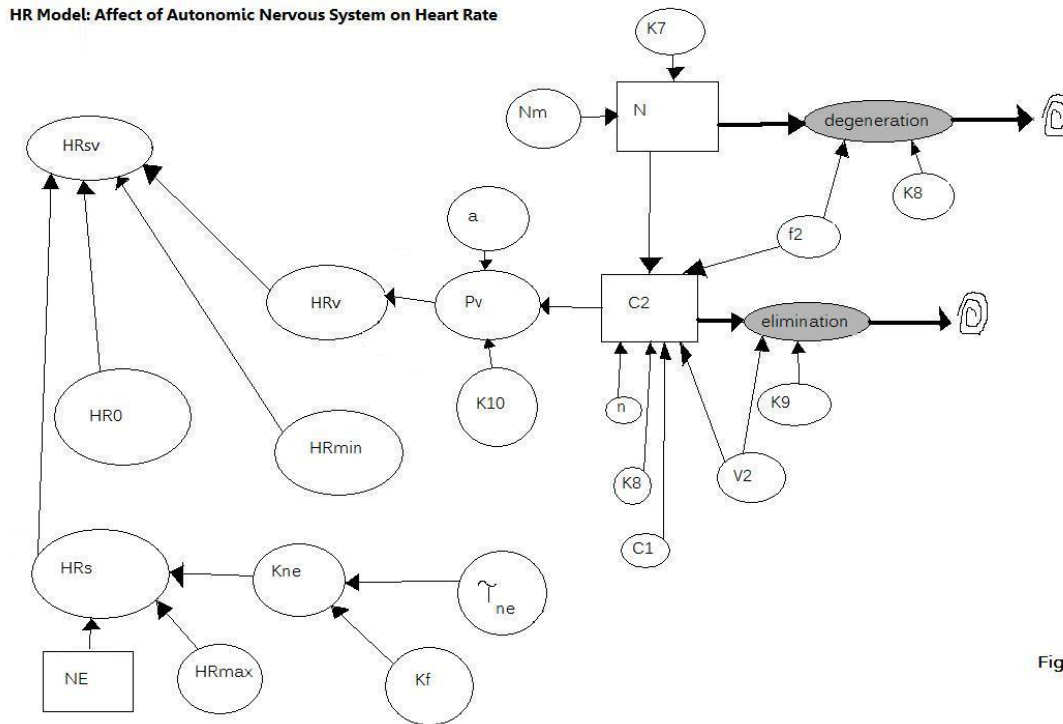 HR Model: Affect of Autonomic Nervous System on Heart Rate
K7
Nm
N
degeneration
HRsv
K8
a
f2
HRv
Pv
C2
elimination
HR0
K10
n
K9
HRmin
K8
V2
C1
HRs
Kne
τ
ne
NE
HRmax
Kf
Fig